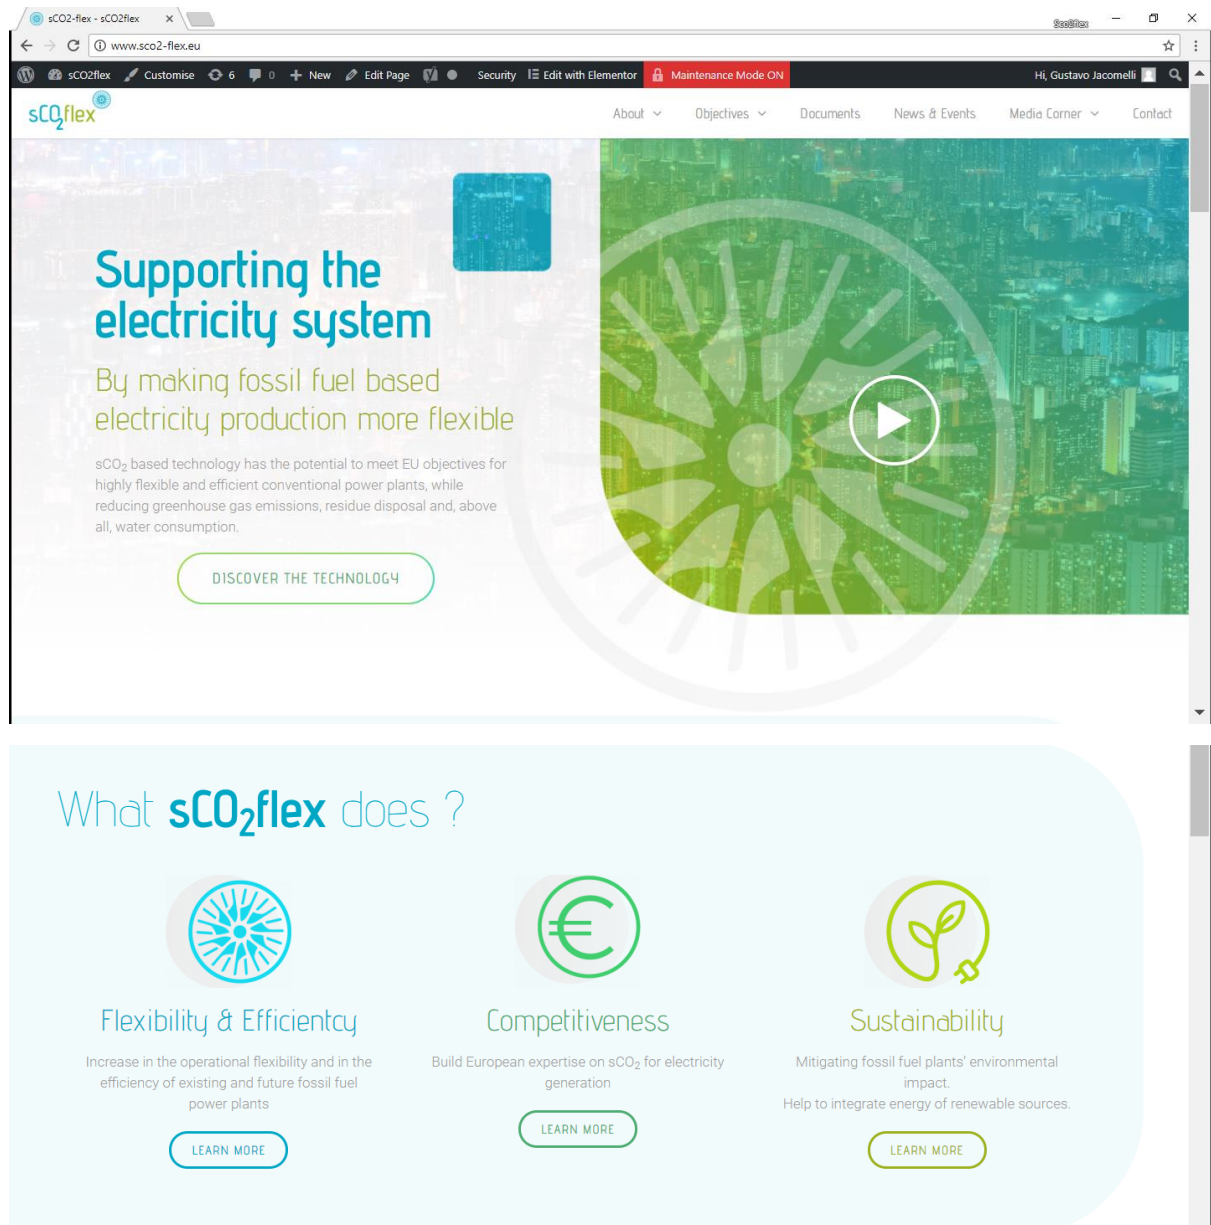 sCO2-flex - sCO2flex
Sco2flex
www.sco2-flex.eu
sCO2flex Customise 6 0 New Edit Page Security Edit with Elementor Maintenance Mode ON Hi, Gustavo Jacomelli
sCO2flex About Objectives Documents News & Events Media Corner Contact
Supporting the
electricity system
By making fossil fuel based
electricity production more flexible
sCO2 based technology has the potential to meet EU objectives for
highly flexible and efficient conventional power plants, while
reducing greenhouse gas emissions, residue disposal and, above
all, water consumption.
DISCOVER THE TECHNOLOGY
What sCO2flex does ?
Flexibility & Efficientcy
Increase in the operational flexibility and in the
efficiency of existing and future fossil fuel
power plants
LEARN MORE
Competitiveness
Build European expertise on sCO2 for electricity
generation
LEARN MORE
Sustainability
Mitigating fossil fuel plants' environmental
impact.
Help to integrate energy of renewable sources.
LEARN MORE